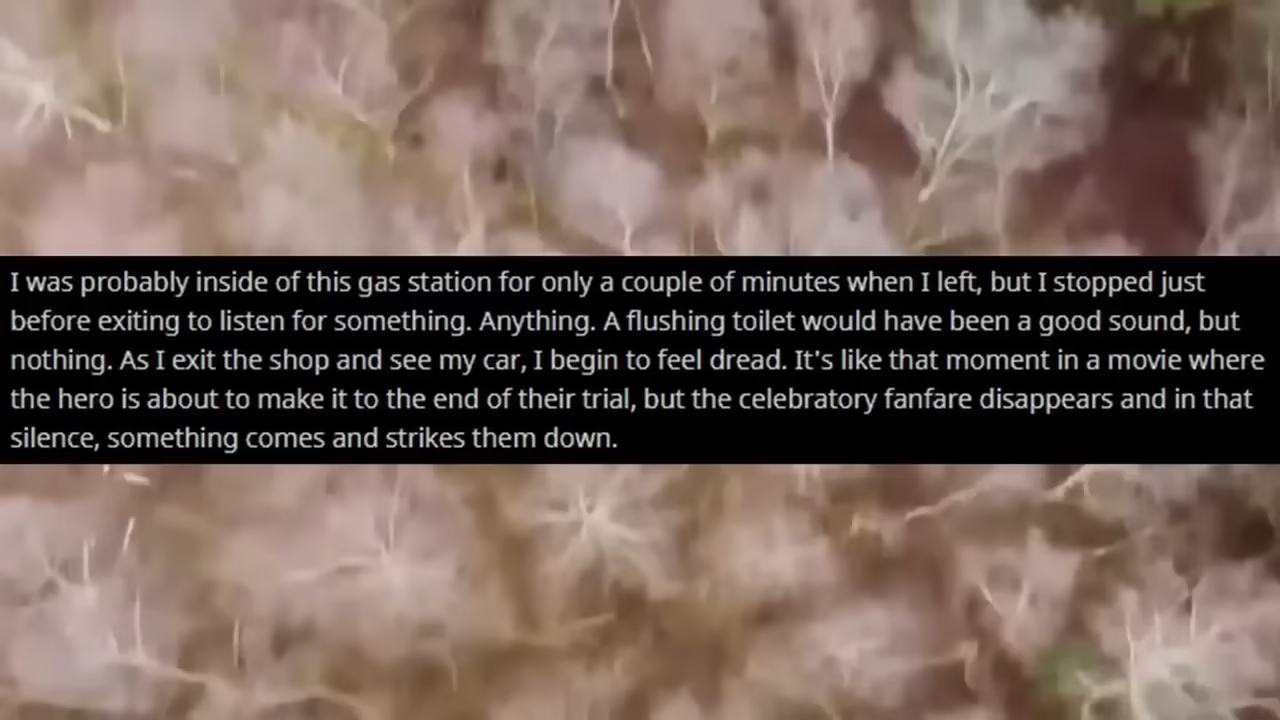 I was probably inside of this gas station for only a couple of minutes when I left, but I stopped just
before exiting to listen for something. Anything. A flushing toilet would have been a good sound, but
nothing. As I exit the shop and see my car, I begin to feel dread. It's like that moment in a movie where
the hero is about to make it to the end of their trial, but the celebratory fanfare disappears and in that
silence, something comes and strikes them down.